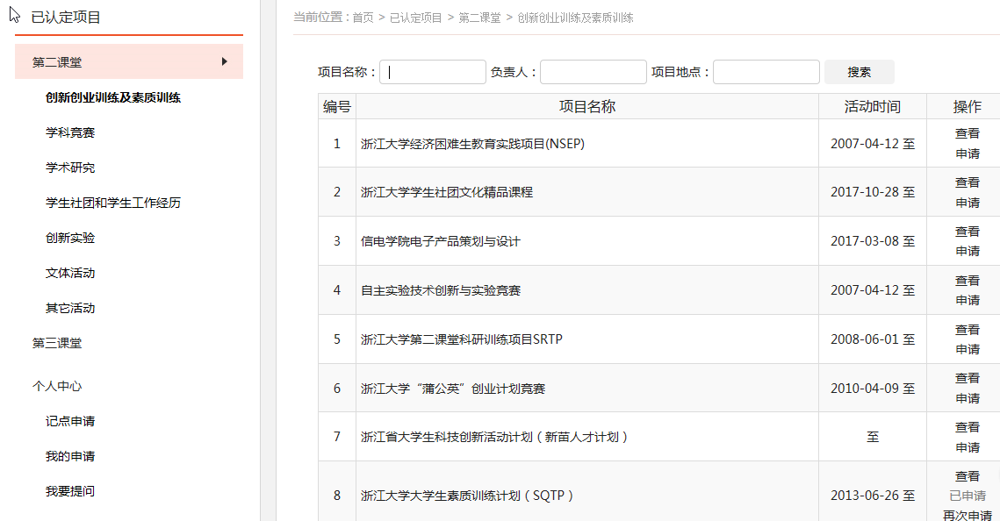 已认定项目
第二课堂
创新创业训练及素质训练
学科竞赛
学术研究
学生社团和学生工作经历
创新实验
文体活动
其它活动
第三课堂
个人中心
记点申请
我的申请
我要提问
当前位置：首页 > 已认定项目 > 第二课堂 > 创新创业训练及素质训练
项目名称： 负责人： 项目地点： 搜索
编号 项目名称 活动时间 操作
1 浙江大学经济困难生教育实践项目(NSEP) 2007-04-12 至 查看
申请
2 浙江大学学生社团文化精品课程 2017-10-28 至 查看
申请
3 信电学院电子产品策划与设计 2017-03-08 至 查看
申请
4 自主实验技术创新与实验竞赛 2007-04-12 至 查看
申请
5 浙江大学第二课堂科研训练项目SRTP 2008-06-01 至 查看
申请
6 浙江大学“蒲公英”创业计划竞赛 2010-04-09 至 查看
申请
7 浙江省大学生科技创新活动计划（新苗人才计划） 至 查看
申请
8 浙江大学大学生素质训练计划（SQTP） 2013-06-26 至 查看
已申请
再次申请